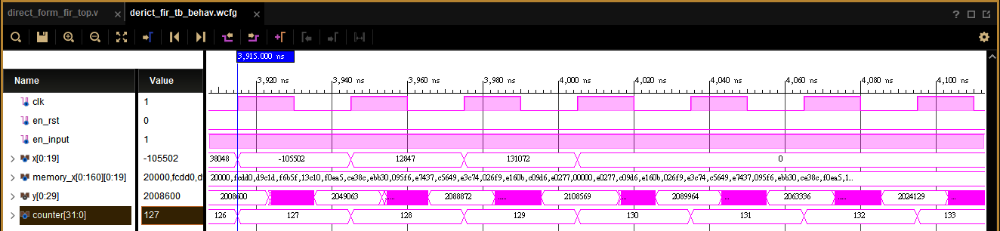 direct_form_fir_top.v × derict_fir_tb_behav.wcfg × ?
3,915.000 ns
Name Value 3,920 ns 3,940 ns 3,960 ns 3,980 ns 4,000 ns 4,020 ns 4,040 ns 4,060 ns 4,080 ns 4,100 ns
clk 1
en_rst 0
en_input 1
x[0:19] -105502 38048 -105502 12847 131072 0
memory_x[0:160][0:19] 20000,fcdd0,d 20000,fcdd0,d9c1d,f6b5f,13c10,f0ea5,ce38c,ebb30,095f6,e7437,c5649,e3c74,026f9,e160b,c09d6,e0277,00000,e0277,c09d6,e160b,026f9,e3c74,c5649,e7437,095f6,ebb30,ce38c,f0ea5,1...
y[0:29] 2008600 2008600 2049063 ..... 2088872 ..... 2108569 ..... 2089964 ..... 2063336 ..... 2024129 .....
counter[31:0] 127 126 127 128 129 130 131 132 133